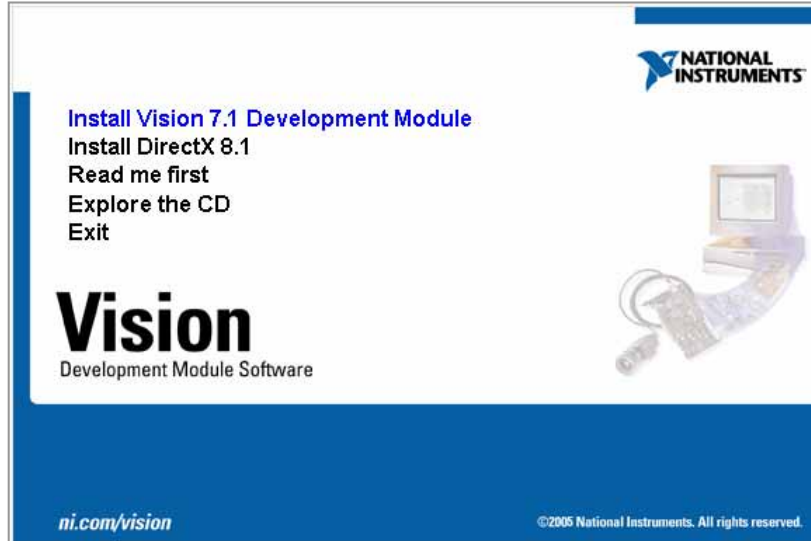 NATIONAL
INSTRUMENTS
Install Vision 7.1 Development Module
Install DirectX 8.1
Read me first
Explore the CD
Exit
Vision
Development Module Software
ni.com/vision
©2005 National Instruments. All rights reserved.